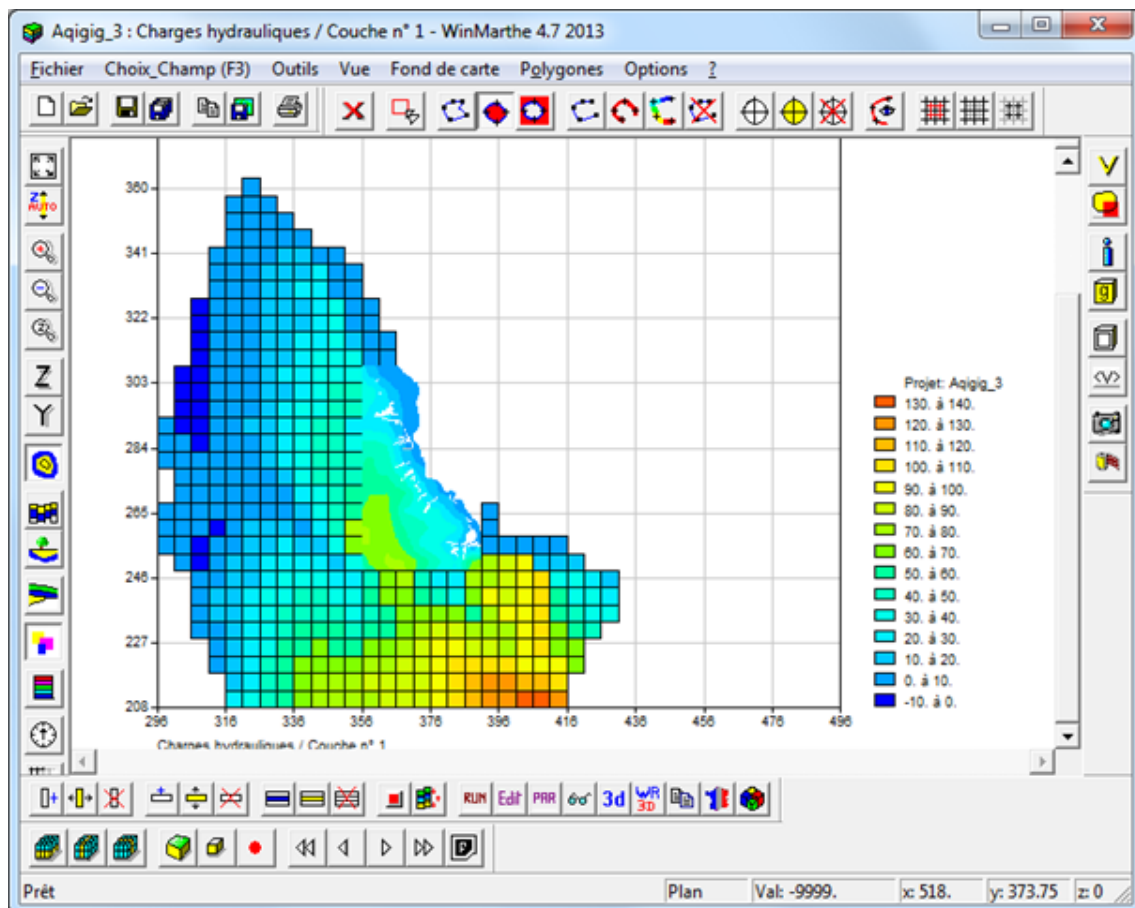 Aqigig_3 : Charges hydrauliques / Couche n° 1 - WinMarthe 4.7 2013
Fichier Choix_Champ (F3) Outils Vue Fond de carte Polygones Options ?
Z AUTO
Z
Y
g
<V>
360
341
322
303
284
265
246
227
208
296 316 336 356 376 396 416 436 456 476 496
Charges hydrauliques / Couche n° 1
Projet: Aqigig_3
130. à 140.
120. à 130.
110. à 120.
100. à 110.
90. à 100.
80. à 90.
70. à 80.
60. à 70.
50. à 60.
40. à 50.
30. à 40.
20. à 30.
10. à 20.
0. à 10.
-10. à 0.
RUN Edit PAR 3d WR 3D
Prêt Plan Val: -9999. x: 518. y: 373.75 z: 0